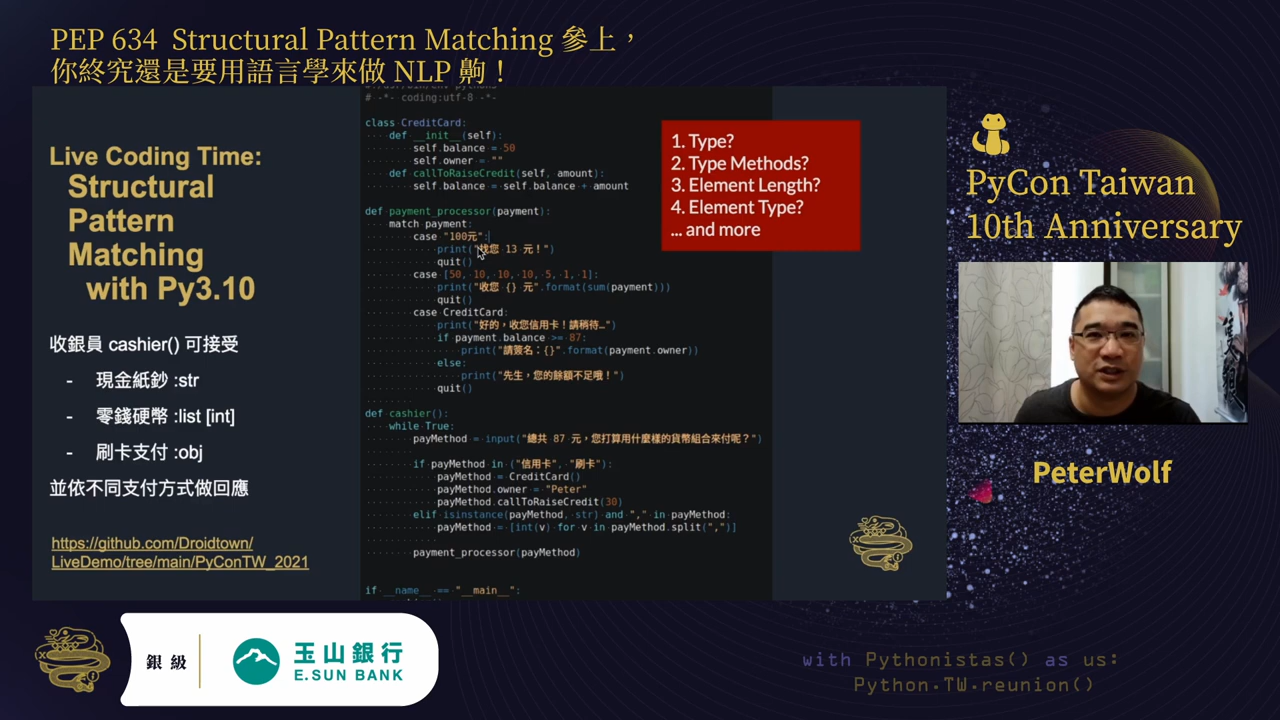 PEP 634 Structural Pattern Matching 參上，
你終究還是要用語言學來做 NLP 齁！
Live Coding Time:
Structural
Pattern
Matching
with Py3.10
收銀員 cashier() 可接受
- 現金紙鈔 :str
- 零錢硬幣 :list [int]
- 刷卡支付 :obj
並依不同支付方式做回應
https://github.com/Droidtown/
LiveDemo/tree/main/PyConTW_2021
# -*- coding:utf-8 -*-
class CreditCard:
def __init__(self):
self.balance = 50
self.owner = ""
def callToRaiseCredit(self, amount):
self.balance = self.balance + amount
def payment_processor(payment):
match payment:
case "100元":
print("找您 13 元！")
quit()
case [50, 10, 10, 10, 5, 1, 1]:
print("收您 {} 元".format(sum(payment)))
quit()
case CreditCard:
print("好的，收您信用卡！請稍待…")
if payment.balance >= 87:
print("請簽名：{}".format(payment.owner))
else:
print("先生，您的餘額不足哦！")
quit()
def cashier():
while True:
payMethod = input("總共 87 元，您打算用什麼樣的貨幣組合來付呢？")
if payMethod in ("信用卡", "刷卡"):
payMethod = CreditCard()
payMethod.owner = "Peter"
payMethod.callToRaiseCredit(30)
elif isinstance(payMethod, str) and "," in payMethod:
payMethod = [int(v) for v in payMethod.split(",")]
payment_processor(payMethod)
if __name__ == "__main__":
1. Type?
2. Type Methods?
3. Element Length?
4. Element Type?
... and more
PyCon Taiwan
10th Anniversary
PeterWolf
銀級
玉山銀行
E.SUN BANK
with Pythonistas() as us:
Python.TW.reunion()